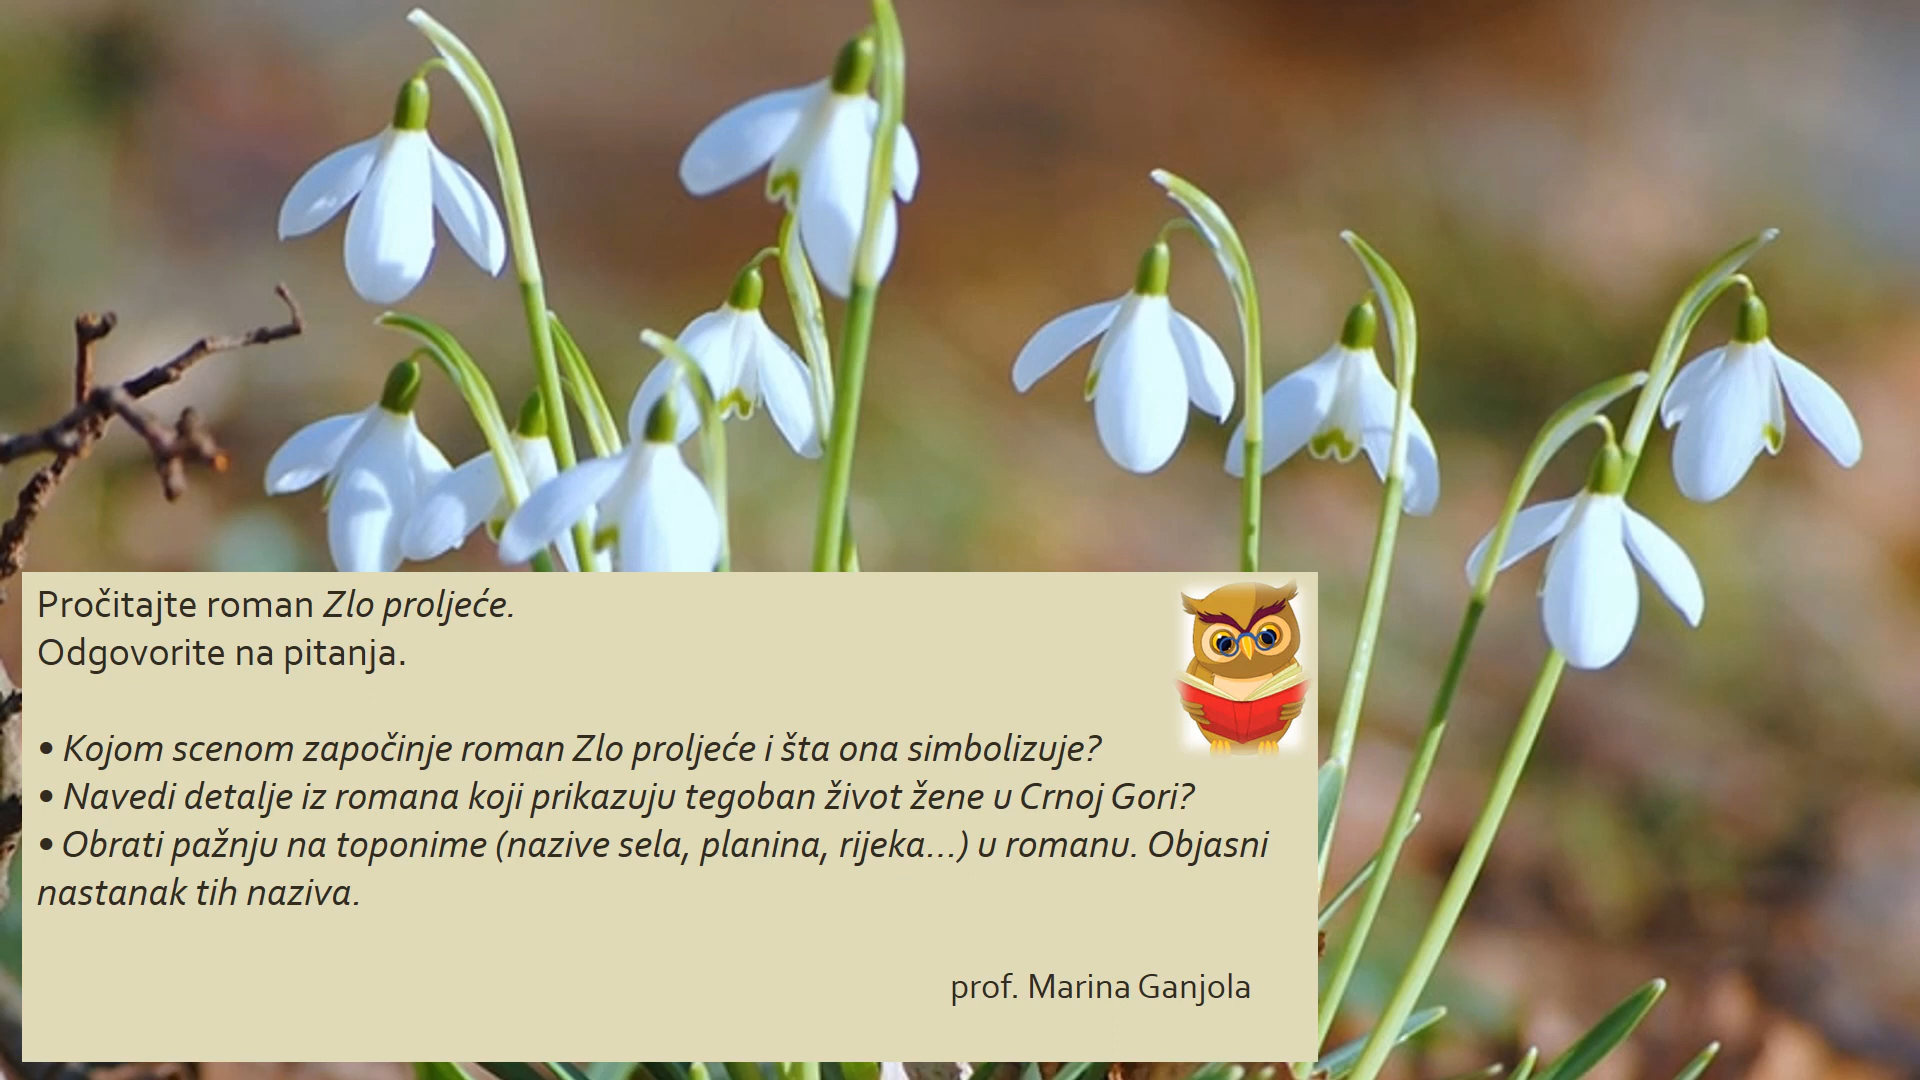 Pročitajte roman Zlo proljeće.
Odgovorite na pitanja.
• Kojom scenom započinje roman Zlo proljeće i šta ona simbolizuje?
• Navedi detalje iz romana koji prikazuju tegoban život žene u Crnoj Gori?
• Obrati pažnju na toponime (nazive sela, planina, rijeka...) u romanu. Objasni
nastanak tih naziva.
prof. Marina Ganjola